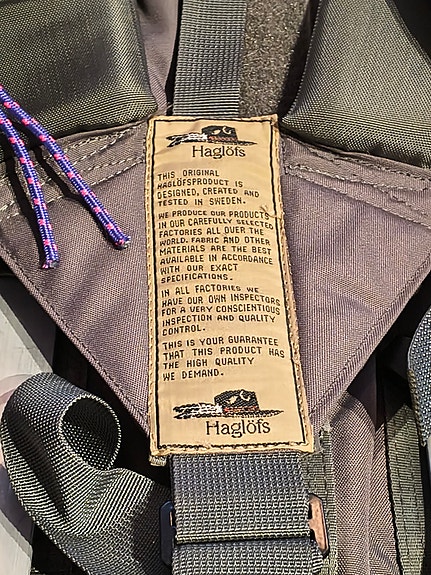 Haglöfs
THIS ORIGINAL
HAGLÖFSPRODUCT IS
DESIGNED, CREATED AND
TESTED IN SWEDEN.
WE PRODUCE OUR PRODUCTS
IN OUR CAREFULLY SELECTED
FACTORIES ALL OVER THE
WORLD. FABRIC AND OTHER
MATERIALS ARE THE BEST
AVAILABLE IN ACCORDANCE
WITH OUR EXACT
SPECIFICATIONS.
IN ALL FACTORIES WE
HAVE OUR OWN INSPECTORS
FOR A VERY CONSCIENTIOUS
INSPECTION AND QUALITY
CONTROL.
THIS IS YOUR GUARANTEE
THAT THIS PRODUCT HAS
THE HIGH QUALITY
WE DEMAND.
Haglöfs